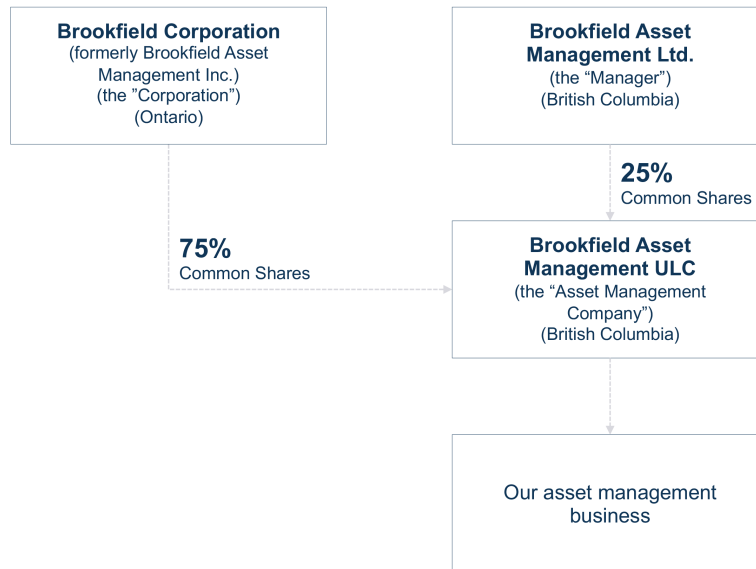 Brookfield Corporation
(formerly Brookfield Asset
Management Inc.)
(the ”Corporation”)
(Ontario)
Brookfield Asset
Management Ltd.
(the “Manager”)
(British Columbia)
25%
Common Shares
75%
Common Shares
Brookfield Asset
Management ULC
(the “Asset Management
Company”)
(British Columbia)
Our asset management
business